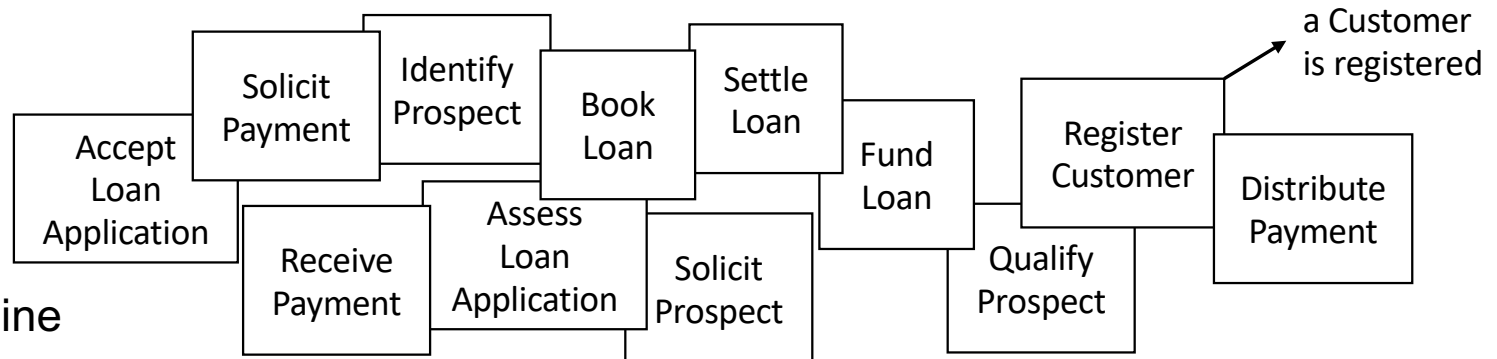 a Customer
is registered
Identify
Prospect
Solicit
Payment
Settle
Loan
Book
Loan
Register
Customer
Accept
Loan
Application
Fund
Loan
Distribute
Payment
Assess
Loan
Application
Receive
Payment
Solicit
Prospect
Qualify
Prospect
ine